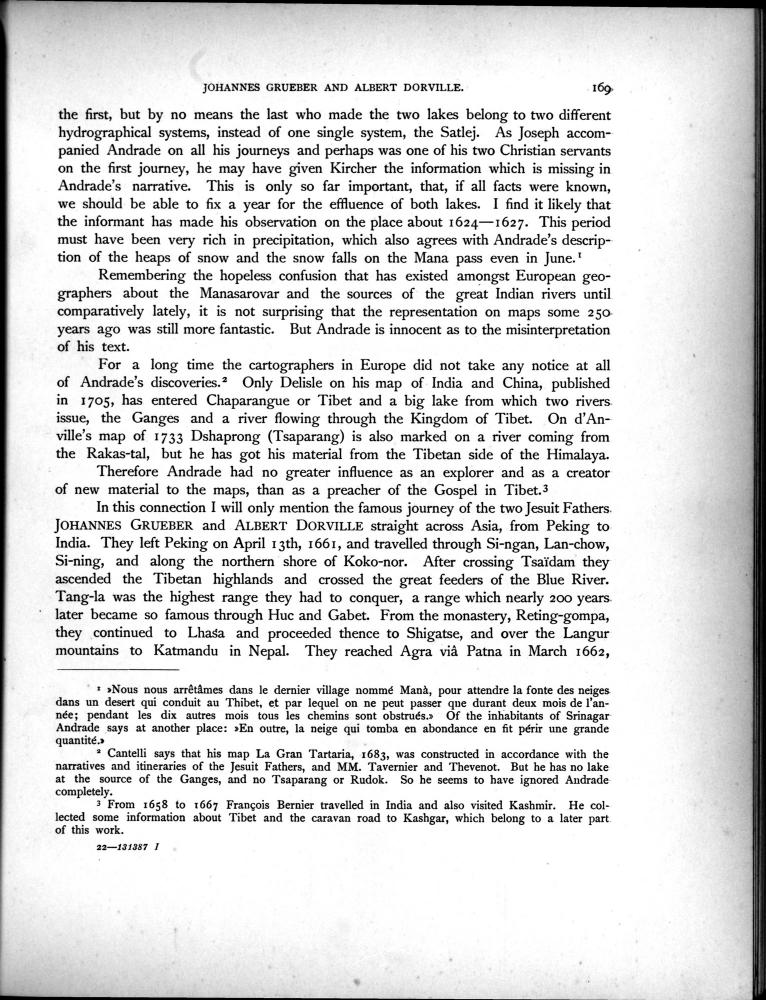 JOHANNES GRUEBER AND ALBERT DORVILLE. 169
the first, but by no means the last who made the two lakes belong to two different
hydrographical systems, instead of one single system, the Satlej. As Joseph accom-
panied Andrade on all his journeys and perhaps was one of his two Christian servants
on the first journey, he may have given Kircher the information which is missing in
Andrade's narrative. This is only so far important, that, if all facts were known,
we should be able to fix a year for the effluence of both lakes. I find it likely that
the informant has made his observation on the place about 1624—1627. This period
must have been very rich in precipitation, which also agrees with Andrade's descrip-
tion of the heaps of snow and the snow falls on the Mana pass even in June.¹
Remembering the hopeless confusion that has existed amongst European geo-
graphers about the Manasarovar and the sources of the great Indian rivers until
comparatively lately, it is not surprising that the representation on maps some 250
years ago was still more fantastic. But Andrade is innocent as to the misinterpretation
of his text.
For a long time the cartographers in Europe did not take any notice at all
of Andrade's discoveries.² Only Delisle on his map of India and China, published
in 1705, has entered Chaparangue or Tibet and a big lake from which two rivers
issue, the Ganges and a river flowing through the Kingdom of Tibet. On d'An-
ville's map of 1733 Dshaprong (Tsaparang) is also marked on a river coming from
the Rakas-tal, but he has got his material from the Tibetan side of the Himalaya.
Therefore Andrade had no greater influence as an explorer and as a creator
of new material to the maps, than as a preacher of the Gospel in Tibet.³
In this connection I will only mention the famous journey of the two Jesuit Fathers
JOHANNES GRUEBER and ALBERT DORVILLE straight across Asia, from Peking to
India. They left Peking on April 13th, 1661, and travelled through Si-ngan, Lan-chow,
Si-ning, and along the northern shore of Koko-nor. After crossing Tsaïdam they
ascended the Tibetan highlands and crossed the great feeders of the Blue River.
Tang-la was the highest range they had to conquer, a range which nearly 200 years
later became so famous through Huc and Gabet. From the monastery, Reting-gompa,
they continued to Lhasa and proceeded thence to Shigatse, and over the Langur
mountains to Katmandu in Nepal. They reached Agra viâ Patna in March 1662,
¹ »Nous nous arrêtâmes dans le dernier village nommé Manà, pour attendre la fonte des neiges
dans un desert qui conduit au Thibet, et par lequel on ne peut passer que durant deux mois de l'an-
née; pendant les dix autres mois tous les chemins sont obstrués.» Of the inhabitants of Srinagar
Andrade says at another place: »En outre, la neige qui tomba en abondance en fit périr une grande
quantité.»
² Cantelli says that his map La Gran Tartaria, 1683, was constructed in accordance with the
narratives and itineraries of the Jesuit Fathers, and MM. Tavernier and Thevenot. But he has no lake
at the source of the Ganges, and no Tsaparang or Rudok. So he seems to have ignored Andrade
completely.
³ From 1658 to 1667 François Bernier travelled in India and also visited Kashmir. He col-
lected some information about Tibet and the caravan road to Kashgar, which belong to a later part
of this work.
22—131387 I